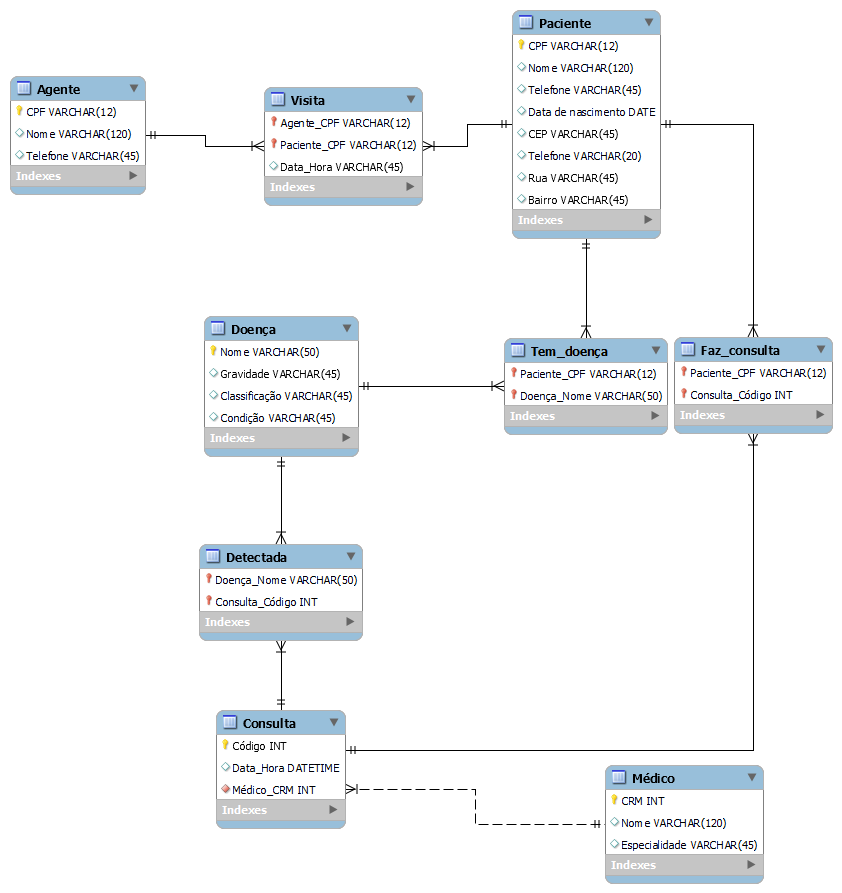 Agente
CPF VARCHAR(12)
Nome VARCHAR(120)
Telefone VARCHAR(45)
Indexes
Visita
Agente_CPF VARCHAR(12)
Paciente_CPF VARCHAR(12)
Data_Hora VARCHAR(45)
Indexes
Paciente
CPF VARCHAR(12)
Nome VARCHAR(120)
Telefone VARCHAR(45)
Data de nascimento DATE
CEP VARCHAR(45)
Telefone VARCHAR(20)
Rua VARCHAR(45)
Bairro VARCHAR(45)
Indexes
Doença
Nome VARCHAR(50)
Gravidade VARCHAR(45)
Classificação VARCHAR(45)
Condição VARCHAR(45)
Indexes
Tem_doença
Paciente_CPF VARCHAR(12)
Doença_Nome VARCHAR(50)
Indexes
Faz_consulta
Paciente_CPF VARCHAR(12)
Consulta_Código INT
Indexes
Detectada
Doença_Nome VARCHAR(50)
Consulta_Código INT
Indexes
Consulta
Código INT
Data_Hora DATETIME
Médico_CRM INT
Indexes
Médico
CRM INT
Nome VARCHAR(120)
Especialidade VARCHAR(45)
Indexes